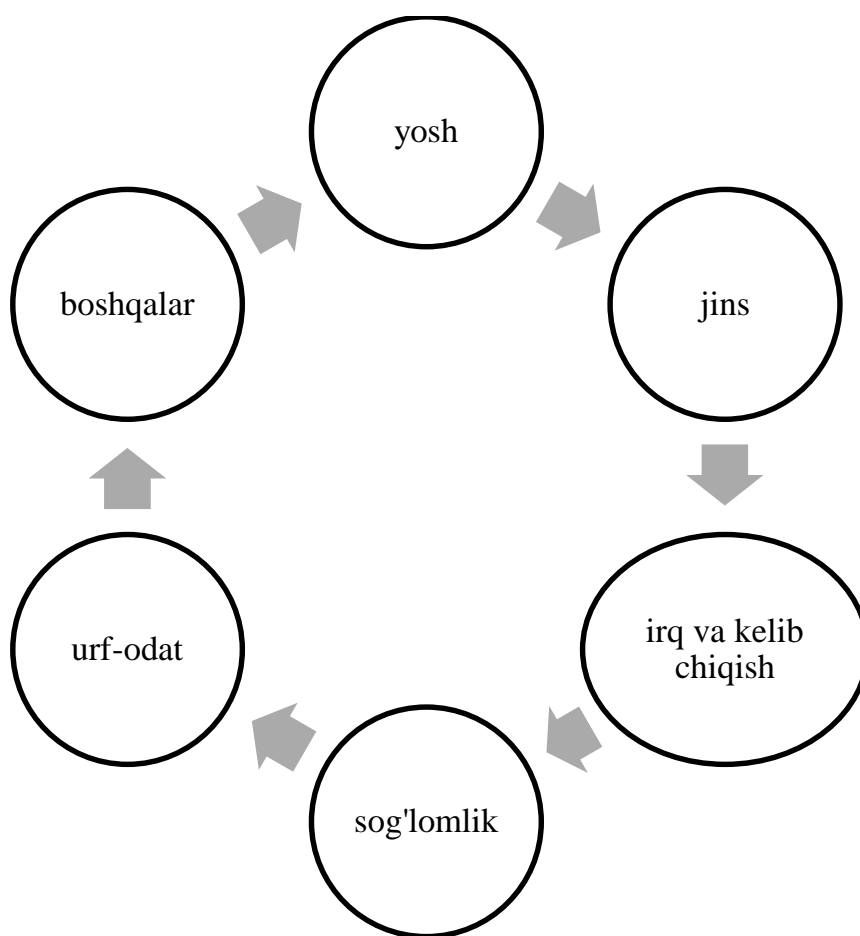 yosh
jins
irq va kelib
chiqish
sog'lomlik
urf-odat
boshqalar